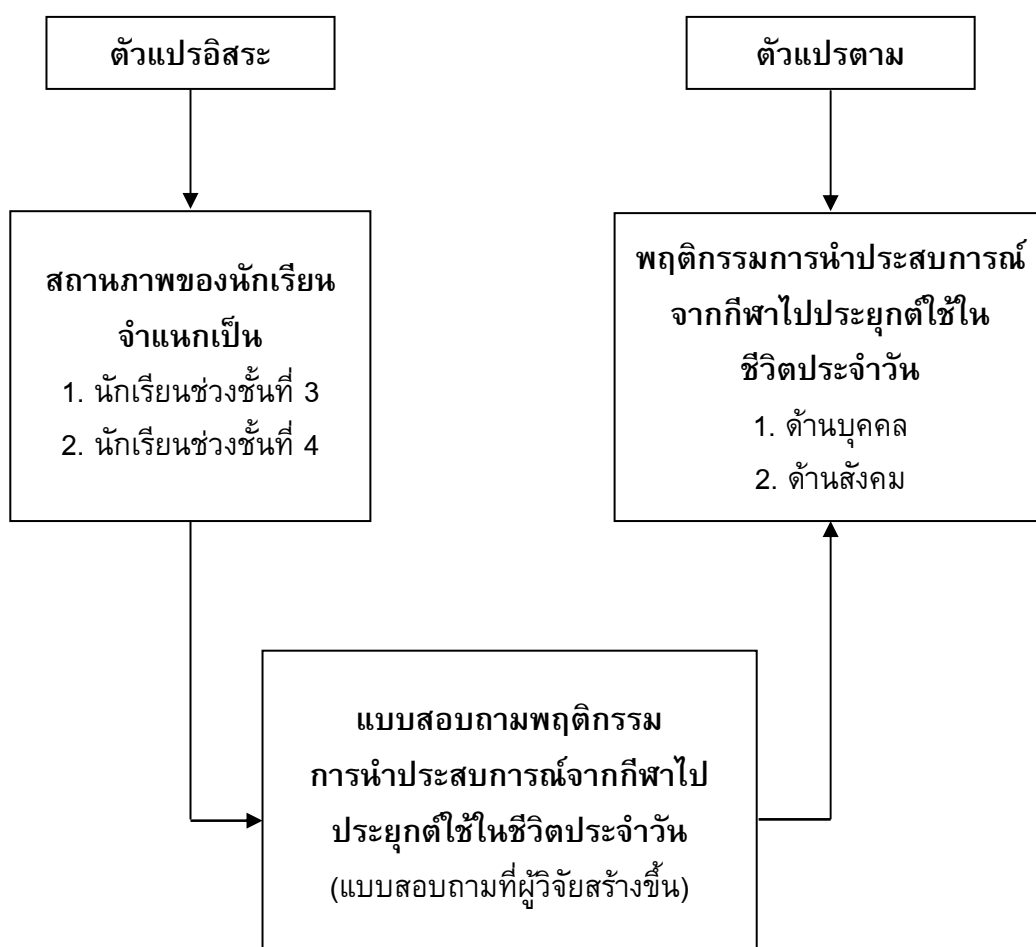 ตัวแปรอิสระ
ตัวแปรตาม
สถานภาพของนักเรียน
จำแนกเป็น
1. นักเรียนช่วงชั้นที่ 3
2. นักเรียนช่วงชั้นที่ 4
พฤติกรรมการนำประสบการณ์
จากกีฬาไปประยุกต์ใช้ใน
ชีวิตประจำวัน
1. ด้านบุคคล
2. ด้านสังคม
แบบสอบถามพฤติกรรม
การนำประสบการณ์จากกีฬาไป
ประยุกต์ใช้ในชีวิตประจำวัน
(แบบสอบถามที่ผู้วิจัยสร้างขึ้น)